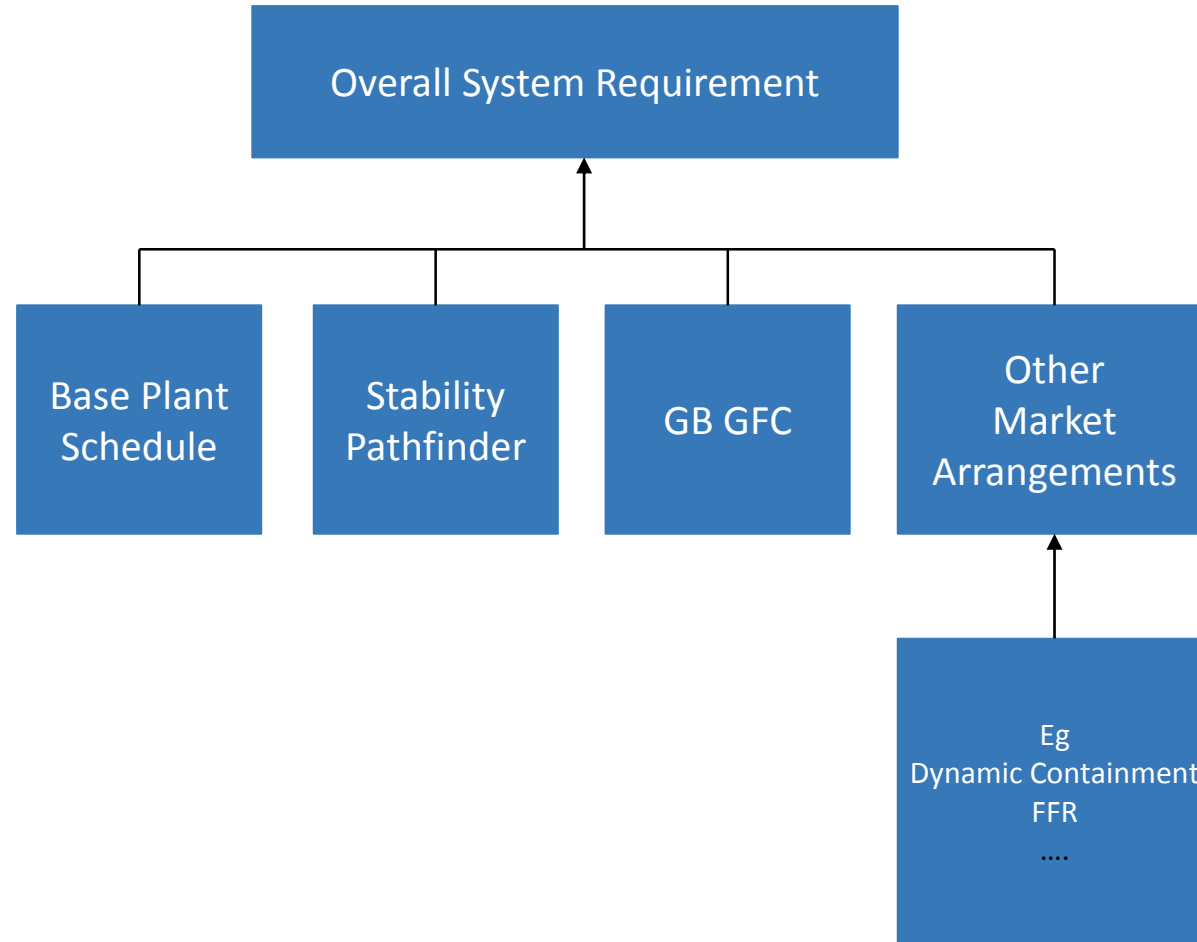 Overall System Requirement
Base Plant
Schedule
Stability
Pathfinder
GB GFC
Other
Market
Arrangements
Eg
Dynamic Containment
FFR
....